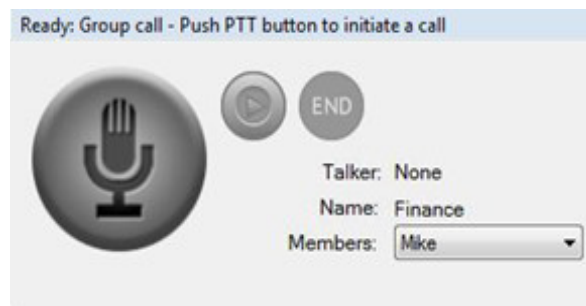 Ready: Group call - Push PTT button to initiate a call
END
Talker: None
Name: Finance
Members: Mike